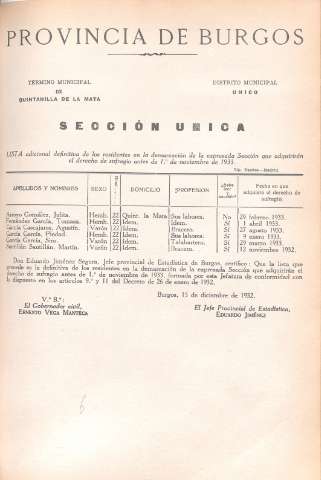 PROVINCIA DE BURGOS
TÉRMINO MUNICIPAL
DE
QUINTANILLA DE LA MATA
DISTRITO MUNICIPAL
UNICO
SECCIÓN UNICA
LISTA adicional definitiva de los residentes en la demarcación de la expresada Sección que adquirirán
el derecho de sufragio antes de 1.º de noviembre de 1933.
APELLIDOS Y NOMBRES SEXO DOMICILIO PROFESION ¿Sabe leer y escribir? Fecha en que adquirirá el derecho de sufragio
Arroyo González, Julita. Hemb. 22 Quint. la Mata Sus labores. No 20 febrero. 1933.
Fernández García, Tomasa. Hemb. 22 Idem. Idem. Sí 1 abril 1933.
García Cascajares, Agustín. Varón 22 Idem. Bracero. Sí 27 agosto 1933.
García García, Piedad. Hemb. 22 Idem. Sus labores. Sí 9 enero 1933.
García García, Sixto. Varón 22 Idem. Talabartero. Sí 29 marzo 1933.
Santillán Santillán, Martín. Varón 22 Idem. Bracero. Sí 12 noviembre 1932.
Don Eduardo Jiménez Segura, Jefe provincial de Estadística de Burgos, certifico: Que la lista que
precede es la definitiva de los residentes en la demarcación de la expresada Sección que adquirirán el
derecho de sufragio antes de 1.º de noviembre de 1933, formada por esta Jefatura de conformidad con
lo dispuesto en los artículos 9.º y 11 del Decreto de 26 de enero de 1932.
Burgos, 15 de diciembre de 1932.
V.º B.º:
El Gobernador civil,
ERNESTO VEGA MANTECA
El Jefe Provincial de Estadística,
EDUARDO JIMÉNEZ